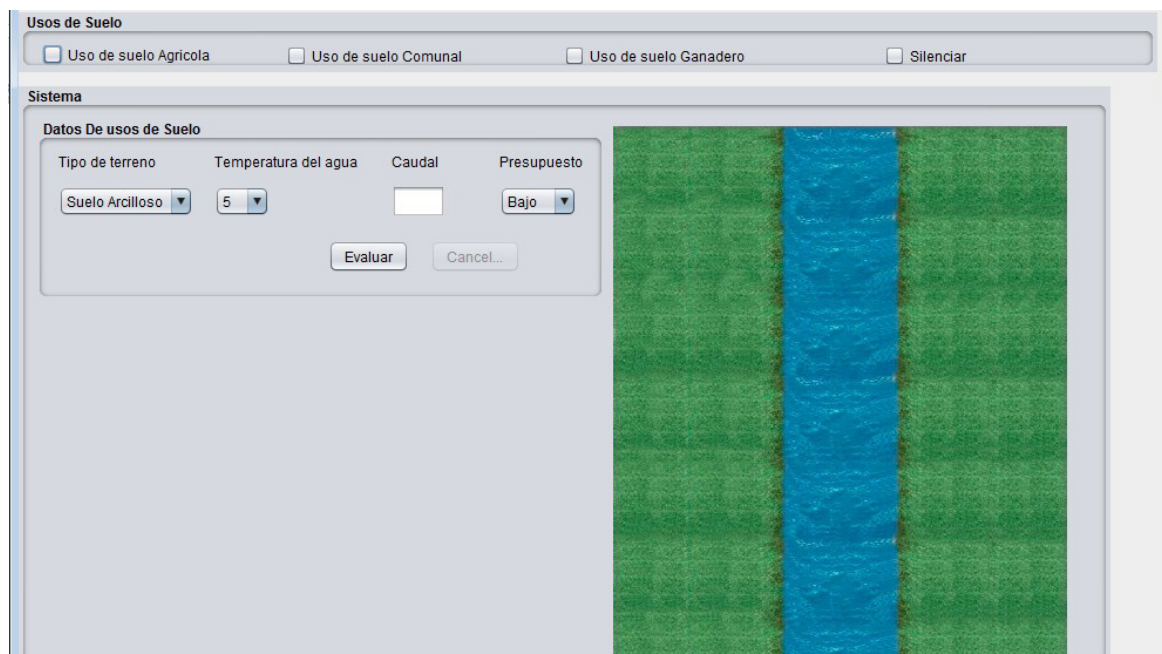 Usos de Suelo
Uso de suelo Agricola Uso de suelo Comunal Uso de suelo Ganadero Silenciar
Sistema
Datos De usos de Suelo
Tipo de terreno Temperatura del agua Caudal Presupuesto
Suelo Arcilloso 5 Bajo
Evaluar Cancel...